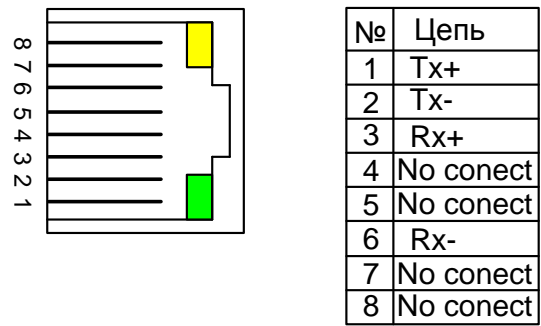 8
7
6
5
4
3
2
1
№ Цепь
1 Tx+
2 Tx-
3 Rx+
4 No conect
5 No conect
6 Rx-
7 No conect
8 No conect